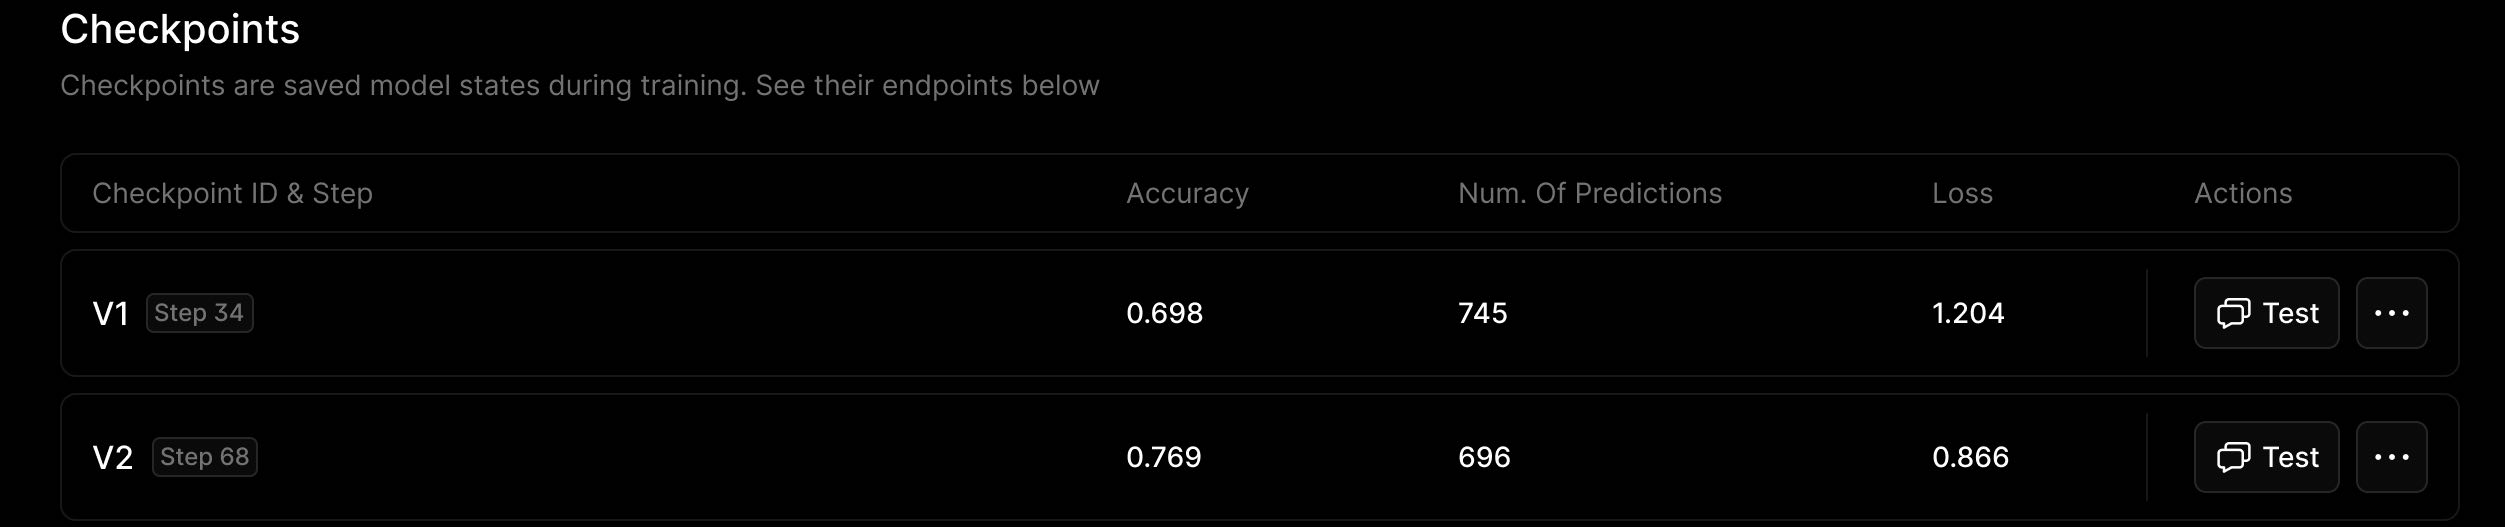 Checkpoints
Checkpoints are saved model states during training. See their endpoints below
Checkpoint ID & Step Accuracy Num. Of Predictions Loss Actions
V1 Step 34 0.698 745 1.204 Test
V2 Step 68 0.769 696 0.866 Test